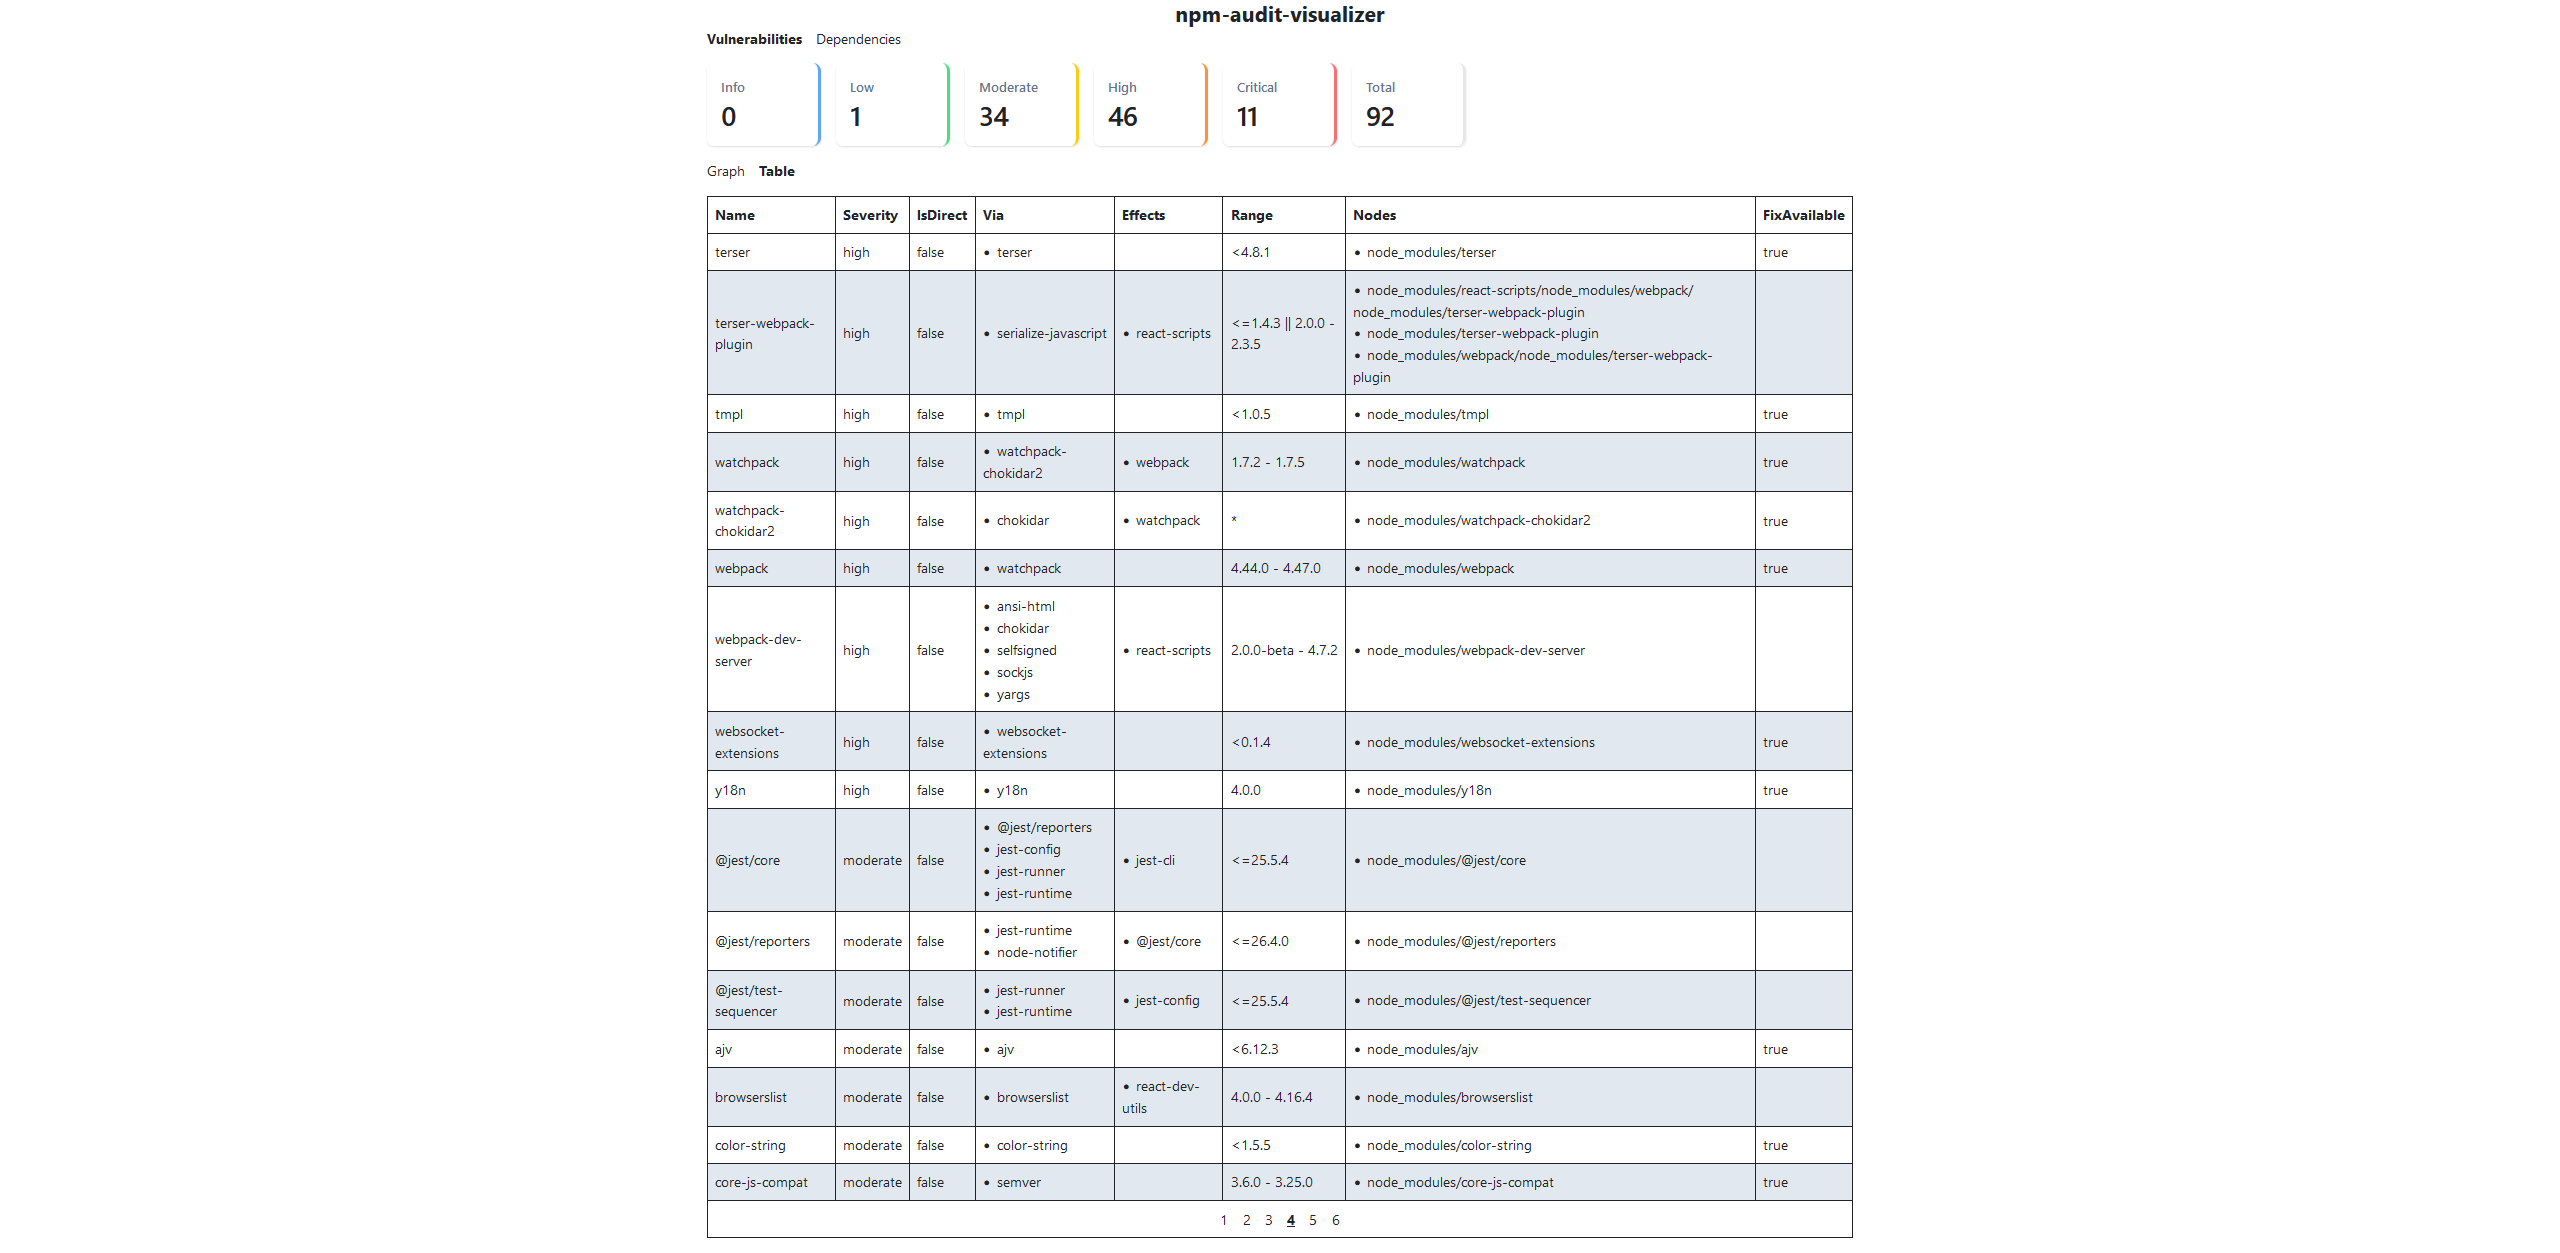 npm-audit-visualizer
Vulnerabilities Dependencies
Info Low Moderate High Critical Total
0 1 34 46 11 92
Graph Table
Name Severity IsDirect Via Effects Range Nodes FixAvailable
terser high false • terser <4.8.1 • node_modules/terser true
terser-webpack-
plugin
high false • serialize-javascript • react-scripts
<=1.4.3 || 2.0.0 -
2.3.5
• node_modules/react-scripts/node_modules/webpack/
node_modules/terser-webpack-plugin
• node_modules/terser-webpack-plugin
• node_modules/webpack/node_modules/terser-webpack-
plugin
tmpl high false • tmpl <1.0.5 • node_modules/tmpl true
watchpack high false
• watchpack-
chokidar2
• webpack 1.7.2 - 1.7.5 • node_modules/watchpack true
watchpack-
chokidar2
high false • chokidar • watchpack * • node_modules/watchpack-chokidar2 true
webpack high false • watchpack 4.44.0 - 4.47.0 • node_modules/webpack true
webpack-dev-
server
high false
• ansi-html
• chokidar
• selfsigned
• sockjs
• yargs
• react-scripts 2.0.0-beta - 4.7.2 • node_modules/webpack-dev-server
websocket-
extensions
high false
• websocket-
extensions
<0.1.4 • node_modules/websocket-extensions true
y18n high false • y18n 4.0.0 • node_modules/y18n true
@jest/core moderate false
• @jest/reporters
• jest-config
• jest-runner
• jest-runtime
• jest-cli <=25.5.4 • node_modules/@jest/core
@jest/reporters moderate false
• jest-runtime
• node-notifier
• @jest/core <=26.4.0 • node_modules/@jest/reporters
@jest/test-
sequencer
moderate false
• jest-runner
• jest-runtime
• jest-config <=25.5.4 • node_modules/@jest/test-sequencer
ajv moderate false • ajv <6.12.3 • node_modules/ajv true
browserslist moderate false • browserslist
• react-dev-
utils
4.0.0 - 4.16.4 • node_modules/browserslist
color-string moderate false • color-string <1.5.5 • node_modules/color-string true
core-js-compat moderate false • semver 3.6.0 - 3.25.0 • node_modules/core-js-compat true
1 2 3 4 5 6